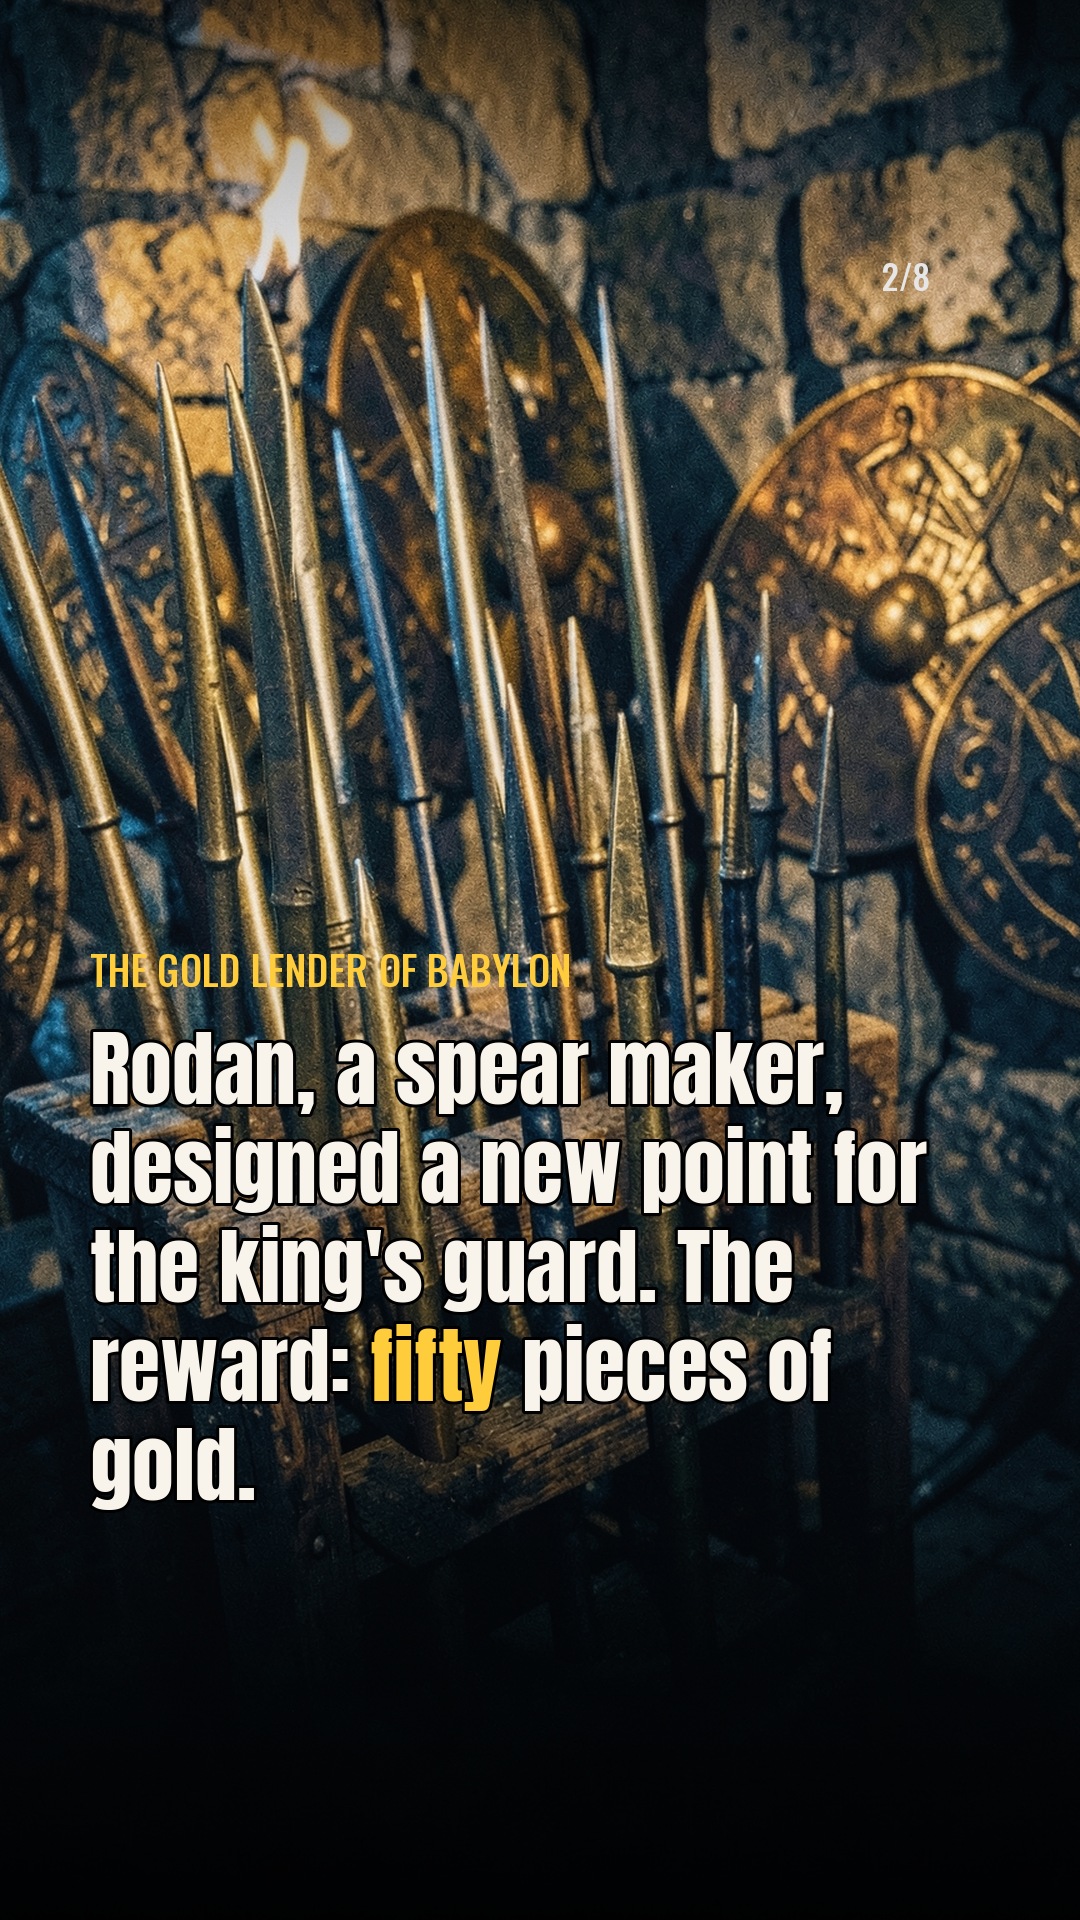 2/8
THE GOLD LENDER OF BABYLON
Rodan, a spear maker,
designed a new point for
the king's guard. The
reward: fifty pieces of
gold.